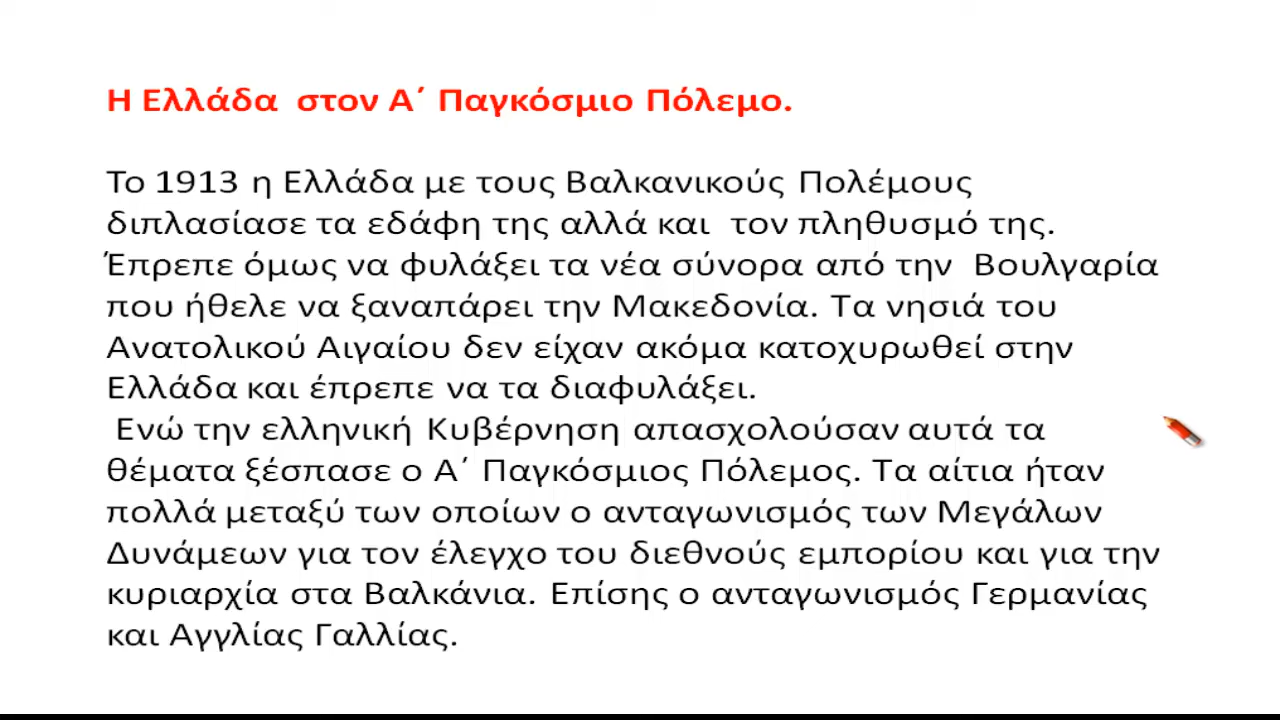 Η Ελλάδα στον Α΄ Παγκόσμιο Πόλεμο.
Το 1913 η Ελλάδα με τους Βαλκανικούς Πολέμους
διπλασίασε τα εδάφη της αλλά και τον πληθυσμό της.
Έπρεπε όμως να φυλάξει τα νέα σύνορα από την Βουλγαρία
που ήθελε να ξαναπάρει την Μακεδονία. Τα νησιά του
Ανατολικού Αιγαίου δεν είχαν ακόμα κατοχυρωθεί στην
Ελλάδα και έπρεπε να τα διαφυλάξει.
Ενώ την ελληνική Κυβέρνηση απασχολούσαν αυτά τα
θέματα ξέσπασε ο Α΄ Παγκόσμιος Πόλεμος. Τα αίτια ήταν
πολλά μεταξύ των οποίων ο ανταγωνισμός των Μεγάλων
Δυνάμεων για τον έλεγχο του διεθνούς εμπορίου και για την
κυριαρχία στα Βαλκάνια. Επίσης ο ανταγωνισμός Γερμανίας
και Αγγλίας Γαλλίας.